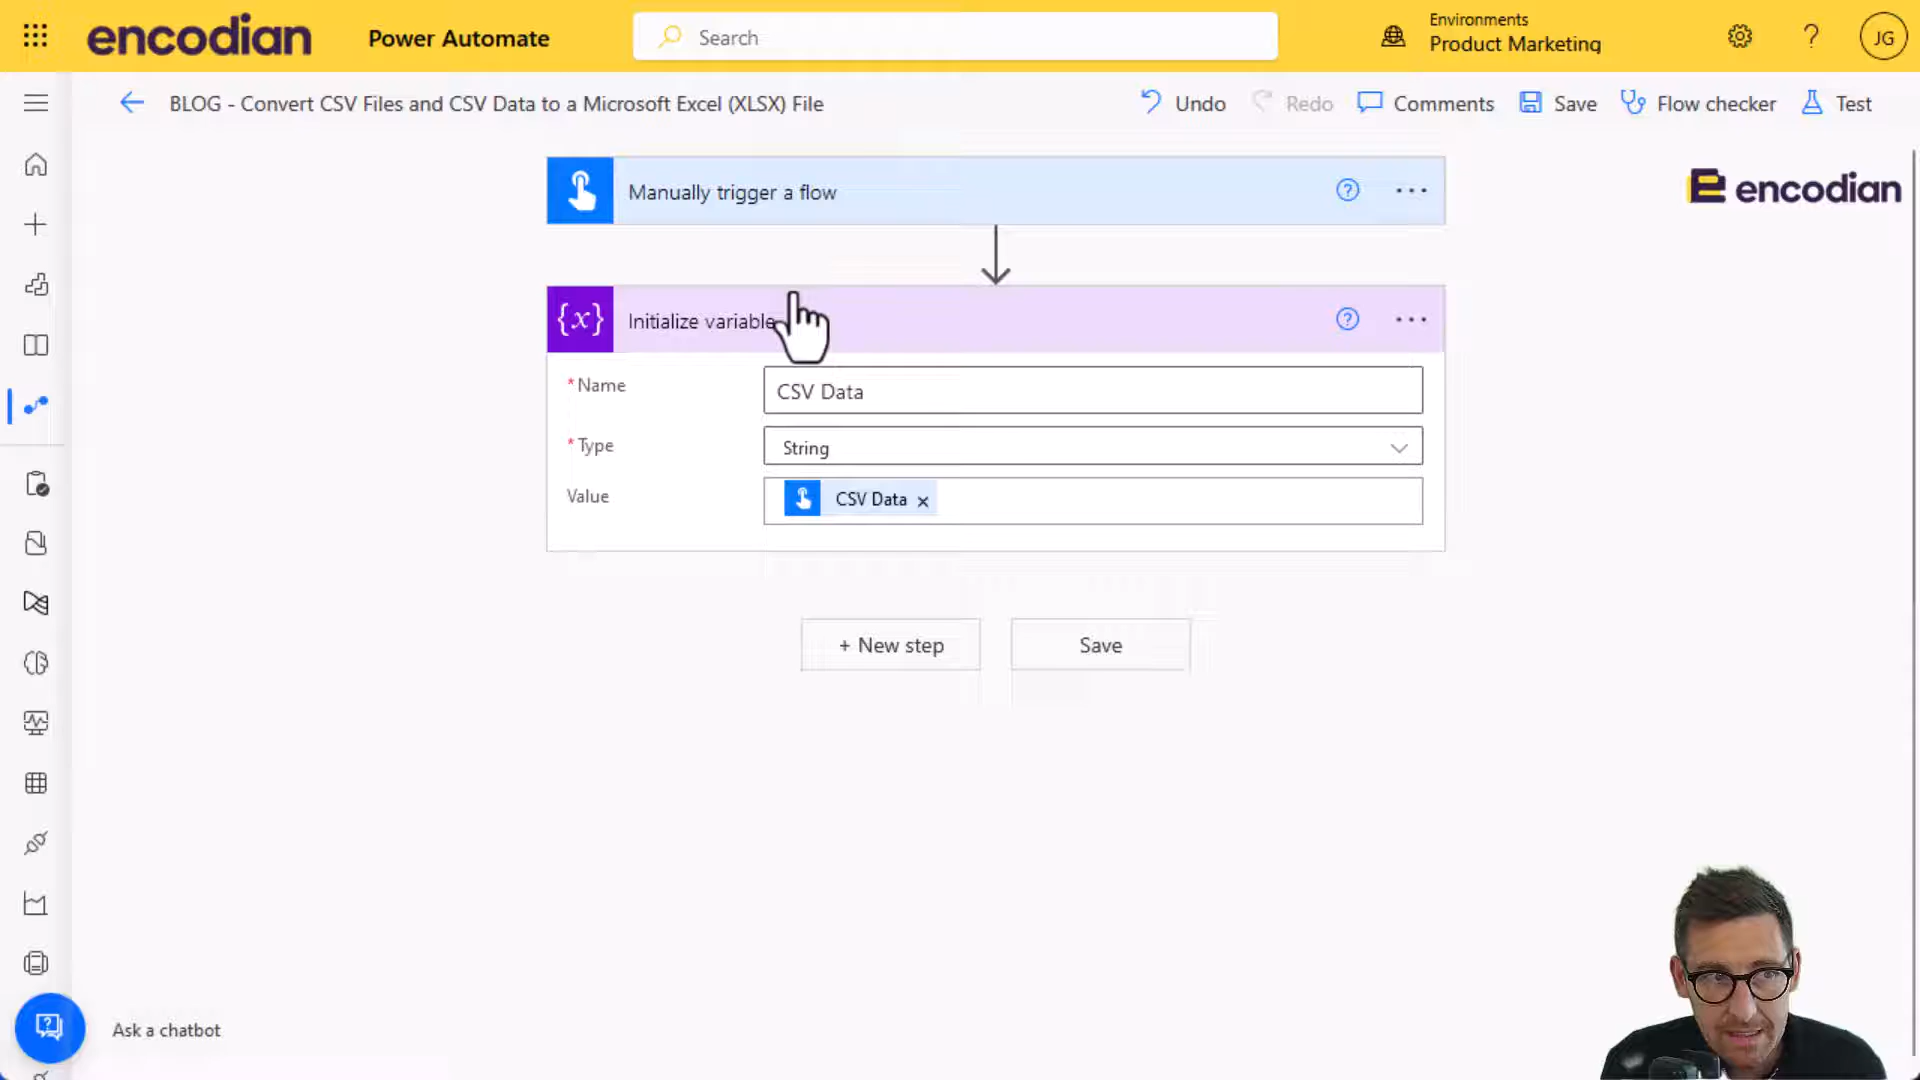 encodian
Power Automate
Search
Environments
Product Marketing
?
JG
BLOG - Convert CSV Files and CSV Data to a Microsoft Excel (XLSX) File
Undo
Redo
Comments
Save
Flow checker
Test
Manually trigger a flow
?
...
encodian
{x}
Initialize variable
?
...
* Name
CSV Data
* Type
String
Value
CSV Data ×
+ New step
Save
Ask a chatbot